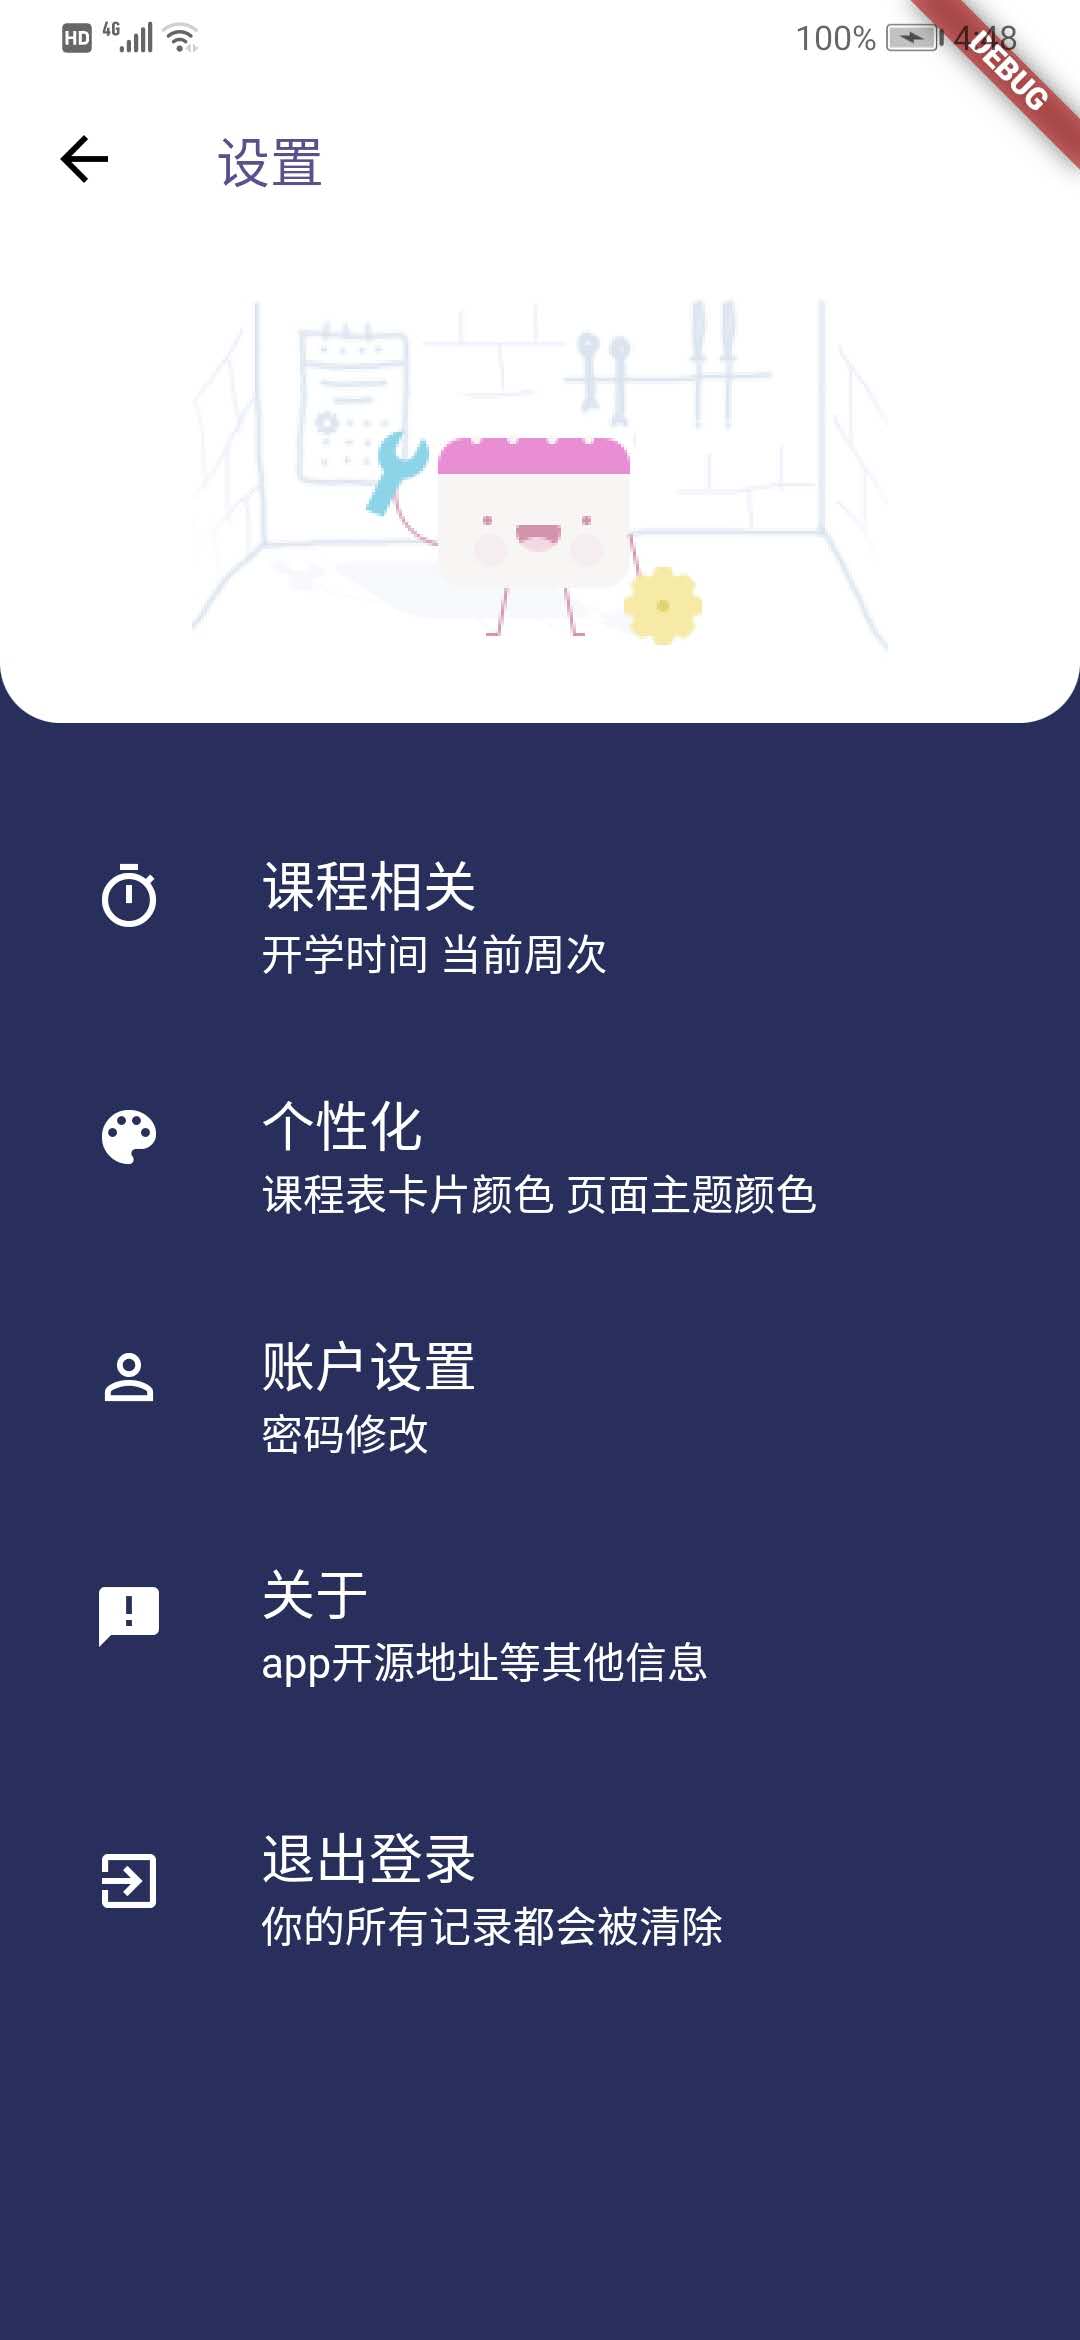 HD 4G 100% 4:48
DEBUG
设置
课程相关
开学时间 当前周次
个性化
课程表卡片颜色 页面主题颜色
账户设置
密码修改
关于
app开源地址等其他信息
退出登录
你的所有记录都会被清除